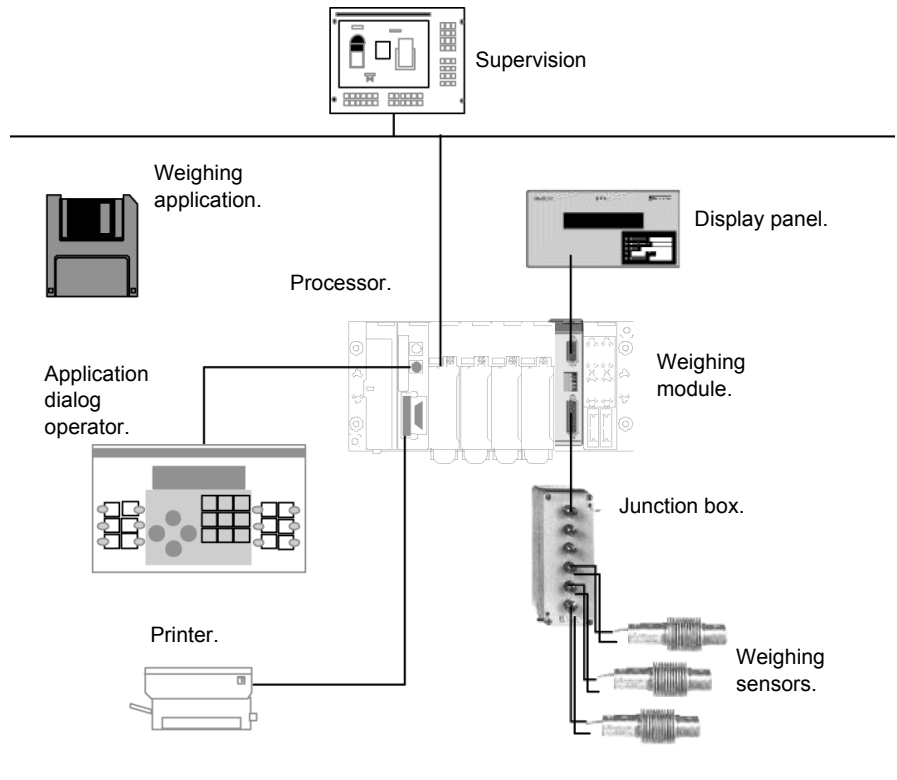 Supervision
Weighing
application.
Display panel.
Processor.
Weighing
module.
Application
dialog
operator.
Junction box.
Printer.
Weighing
sensors.